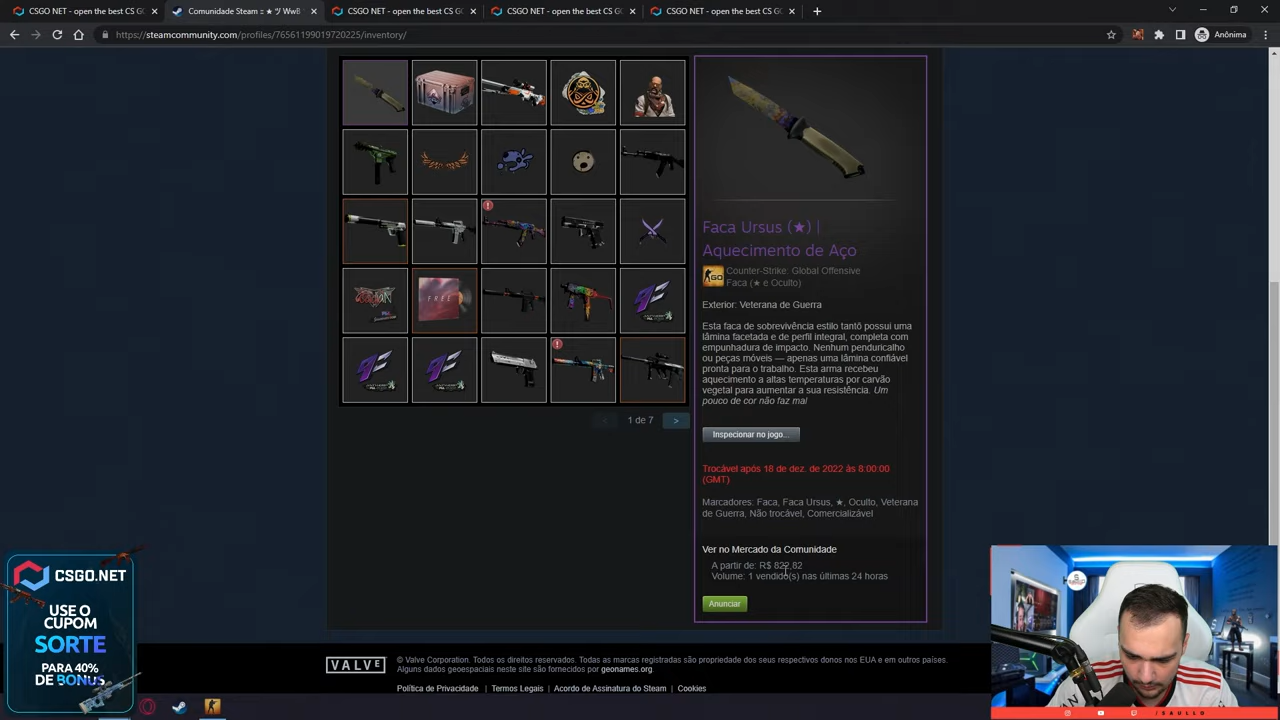 CSGO NET - open the best CS GO
Comunidade Steam :: ★ ツ WwB
CSGO NET - open the best CS GO
CSGO NET - open the best CS GO
CSGO NET - open the best CS GO
https://steamcommunity.com/profiles/76561199019720225/inventory/
Anônima
FREE
1 de 7
Faca Ursus (★) |
Aquecimento de Aço
Counter-Strike: Global Offensive
Faca (★ e Oculto)
Exterior: Veterana de Guerra
Esta faca de sobrevivência estilo tantō possui uma
lâmina facetada e de perfil integral, completa com
empunhadura de impacto. Nenhum penduricalho
ou peças móveis — apenas uma lâmina confiável
pronta para o trabalho. Esta arma recebeu
aquecimento a altas temperaturas por carvão
vegetal para aumentar a sua resistência. Um
pouco de cor não faz mal
Inspecionar no jogo...
Trocável após 18 de dez. de 2022 às 8:00:00
(GMT)
Marcadores: Faca, Faca Ursus, ★, Oculto, Veterana
de Guerra, Não trocável, Comercializável
Ver no Mercado da Comunidade
A partir de: R$ 822,82
Volume: 1 vendido(s) nas últimas 24 horas
Anunciar
CSGO.NET
USE O
CUPOM
SORTE
PARA 40%
DE BONUS
VALVE
© Valve Corporation. Todos os direitos reservados. Todas as marcas registradas são propriedade dos seus respectivos donos nos EUA e em outros países.
Alguns dados geoespaciais neste site são fornecidos por geonames.org.
Política de Privacidade | Termos Legais | Acordo de Assinatura do Steam | Cookies
/SAULLO